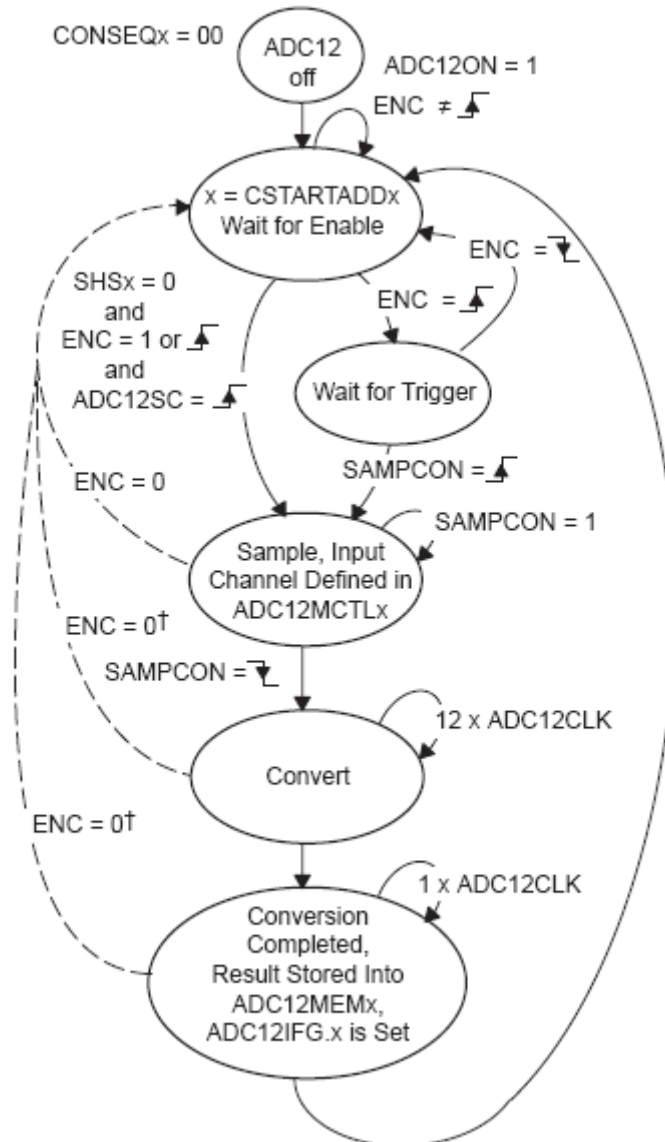 CONSEQx = 00
ADC12
off
ADC12ON = 1
ENC ≠
x = CSTARTADDx
Wait for Enable
ENC =
SHSx = 0
and
ENC = 1 or
and
ADC12SC =
ENC =
Wait for Trigger
SAMPCON =
ENC = 0
SAMPCON = 1
Sample, Input
Channel Defined in
ADC12MCTLx
ENC = 0†
SAMPCON =
12 x ADC12CLK
Convert
ENC = 0†
1 x ADC12CLK
Conversion
Completed,
Result Stored Into
ADC12MEMx,
ADC12IFG.x is Set